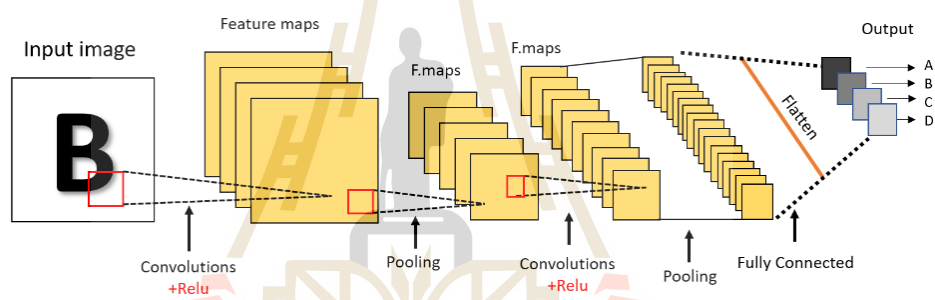 Input image
B
Feature maps
F.maps
F.maps
Output
A
B
C
D
Flatten
Convolutions
+Relu
Pooling
Convolutions
+Relu
Pooling
Fully Connected